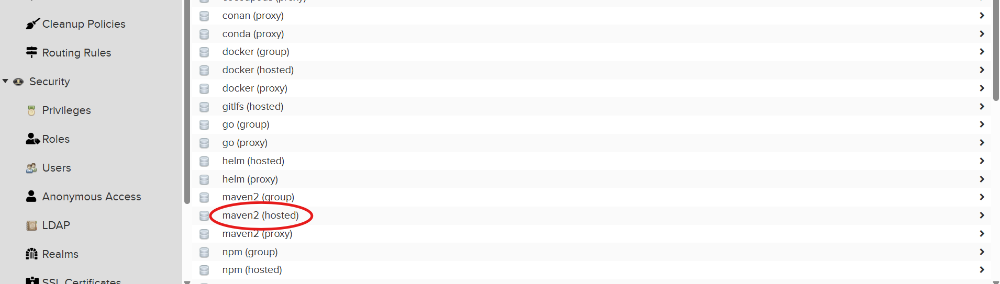 Cleanup Policies
Routing Rules
Security
Privileges
Roles
Users
Anonymous Access
LDAP
Realms
SSL Certificates
cocoapods (proxy)
conan (proxy)
conda (proxy)
docker (group)
docker (hosted)
docker (proxy)
gitlfs (hosted)
go (group)
go (proxy)
helm (hosted)
helm (proxy)
maven2 (group)
maven2 (hosted)
maven2 (proxy)
npm (group)
npm (hosted)